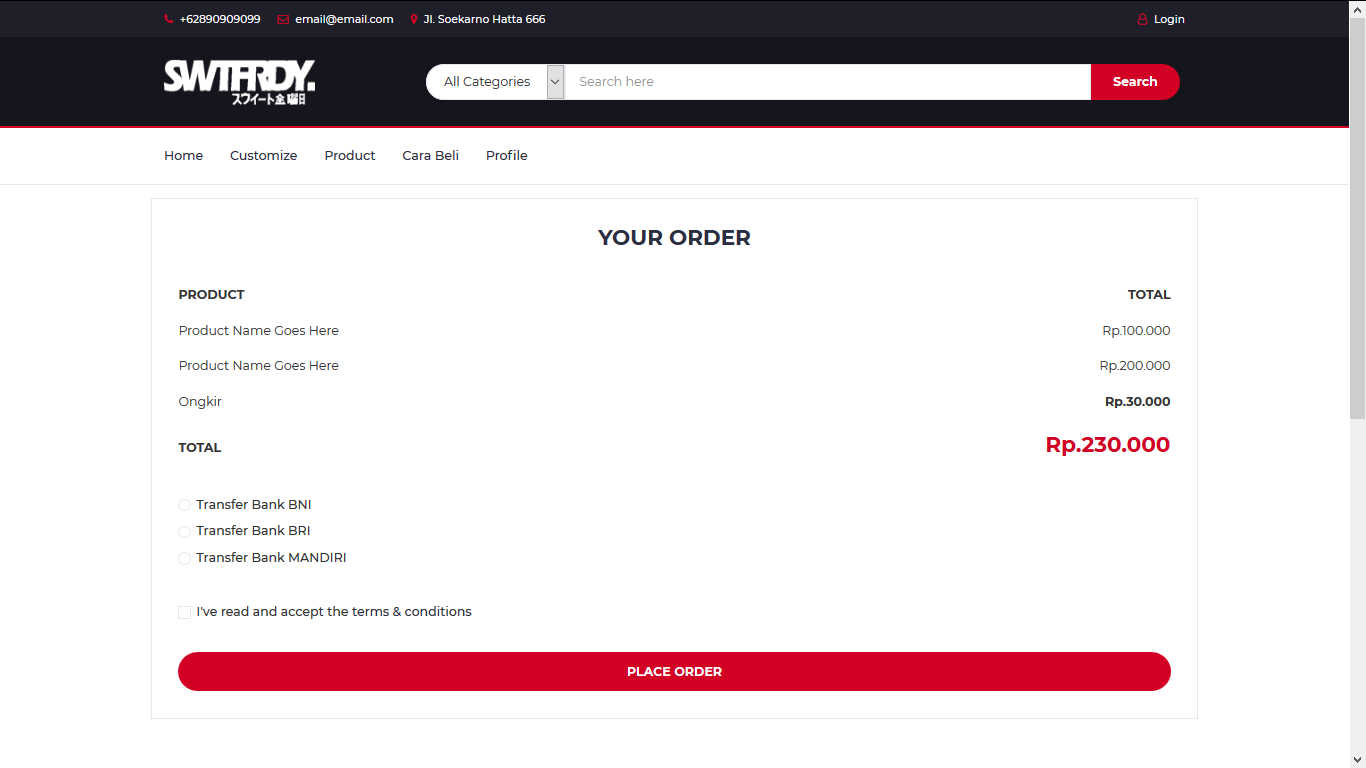 +62890909099 email@email.com Jl. Soekarno Hatta 666 Login
SWTFRDY.
スウィート金曜日
All Categories Search here Search
Home Customize Product Cara Beli Profile
YOUR ORDER
PRODUCT TOTAL
Product Name Goes Here Rp.100.000
Product Name Goes Here Rp.200.000
Ongkir Rp.30.000
TOTAL Rp.230.000
Transfer Bank BNI
Transfer Bank BRI
Transfer Bank MANDIRI
I've read and accept the terms & conditions
PLACE ORDER